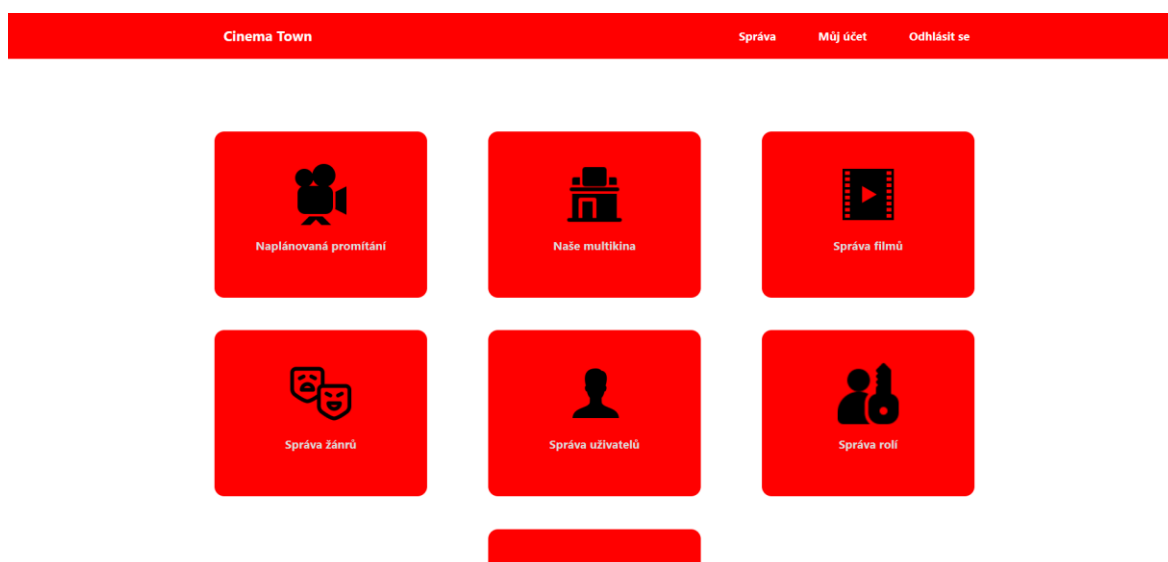 Cinema Town
Správa
Můj účet
Odhlásit se
Naplánovaná promítání
Naše multikina
Správa filmů
Správa žánrů
Správa uživatelů
Správa rolí